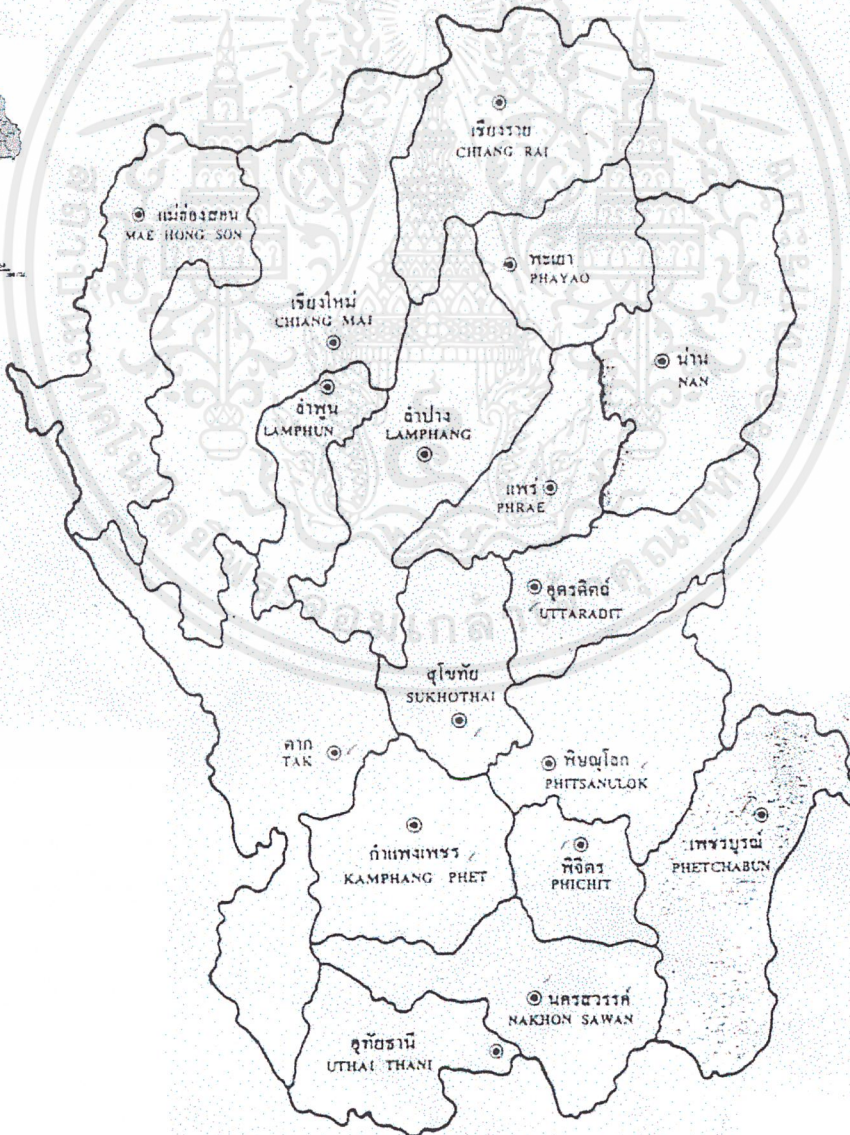 เชียงราย
CHIANG RAI
แม่ฮ่องสอน
MAE HONG SON
พะเยา
PHAYAO
เชียงใหม่
CHIANG MAI
น่าน
NAN
ลำพูน
LAMPHUN
ลำปาง
LAMPHANG
แพร่
PHRAE
อุตรดิตถ์
UTTARADIT
สุโขทัย
SUKHOTHAI
ตาก
TAK
พิษณุโลก
PHITSANULOK
กำแพงเพชร
KAMPHANG PHET
พิจิตร
PHICHIT
เพชรบูรณ์
PHETCHABUN
นครสวรรค์
NAKHON SAWAN
อุทัยธานี
UTHAI THANI